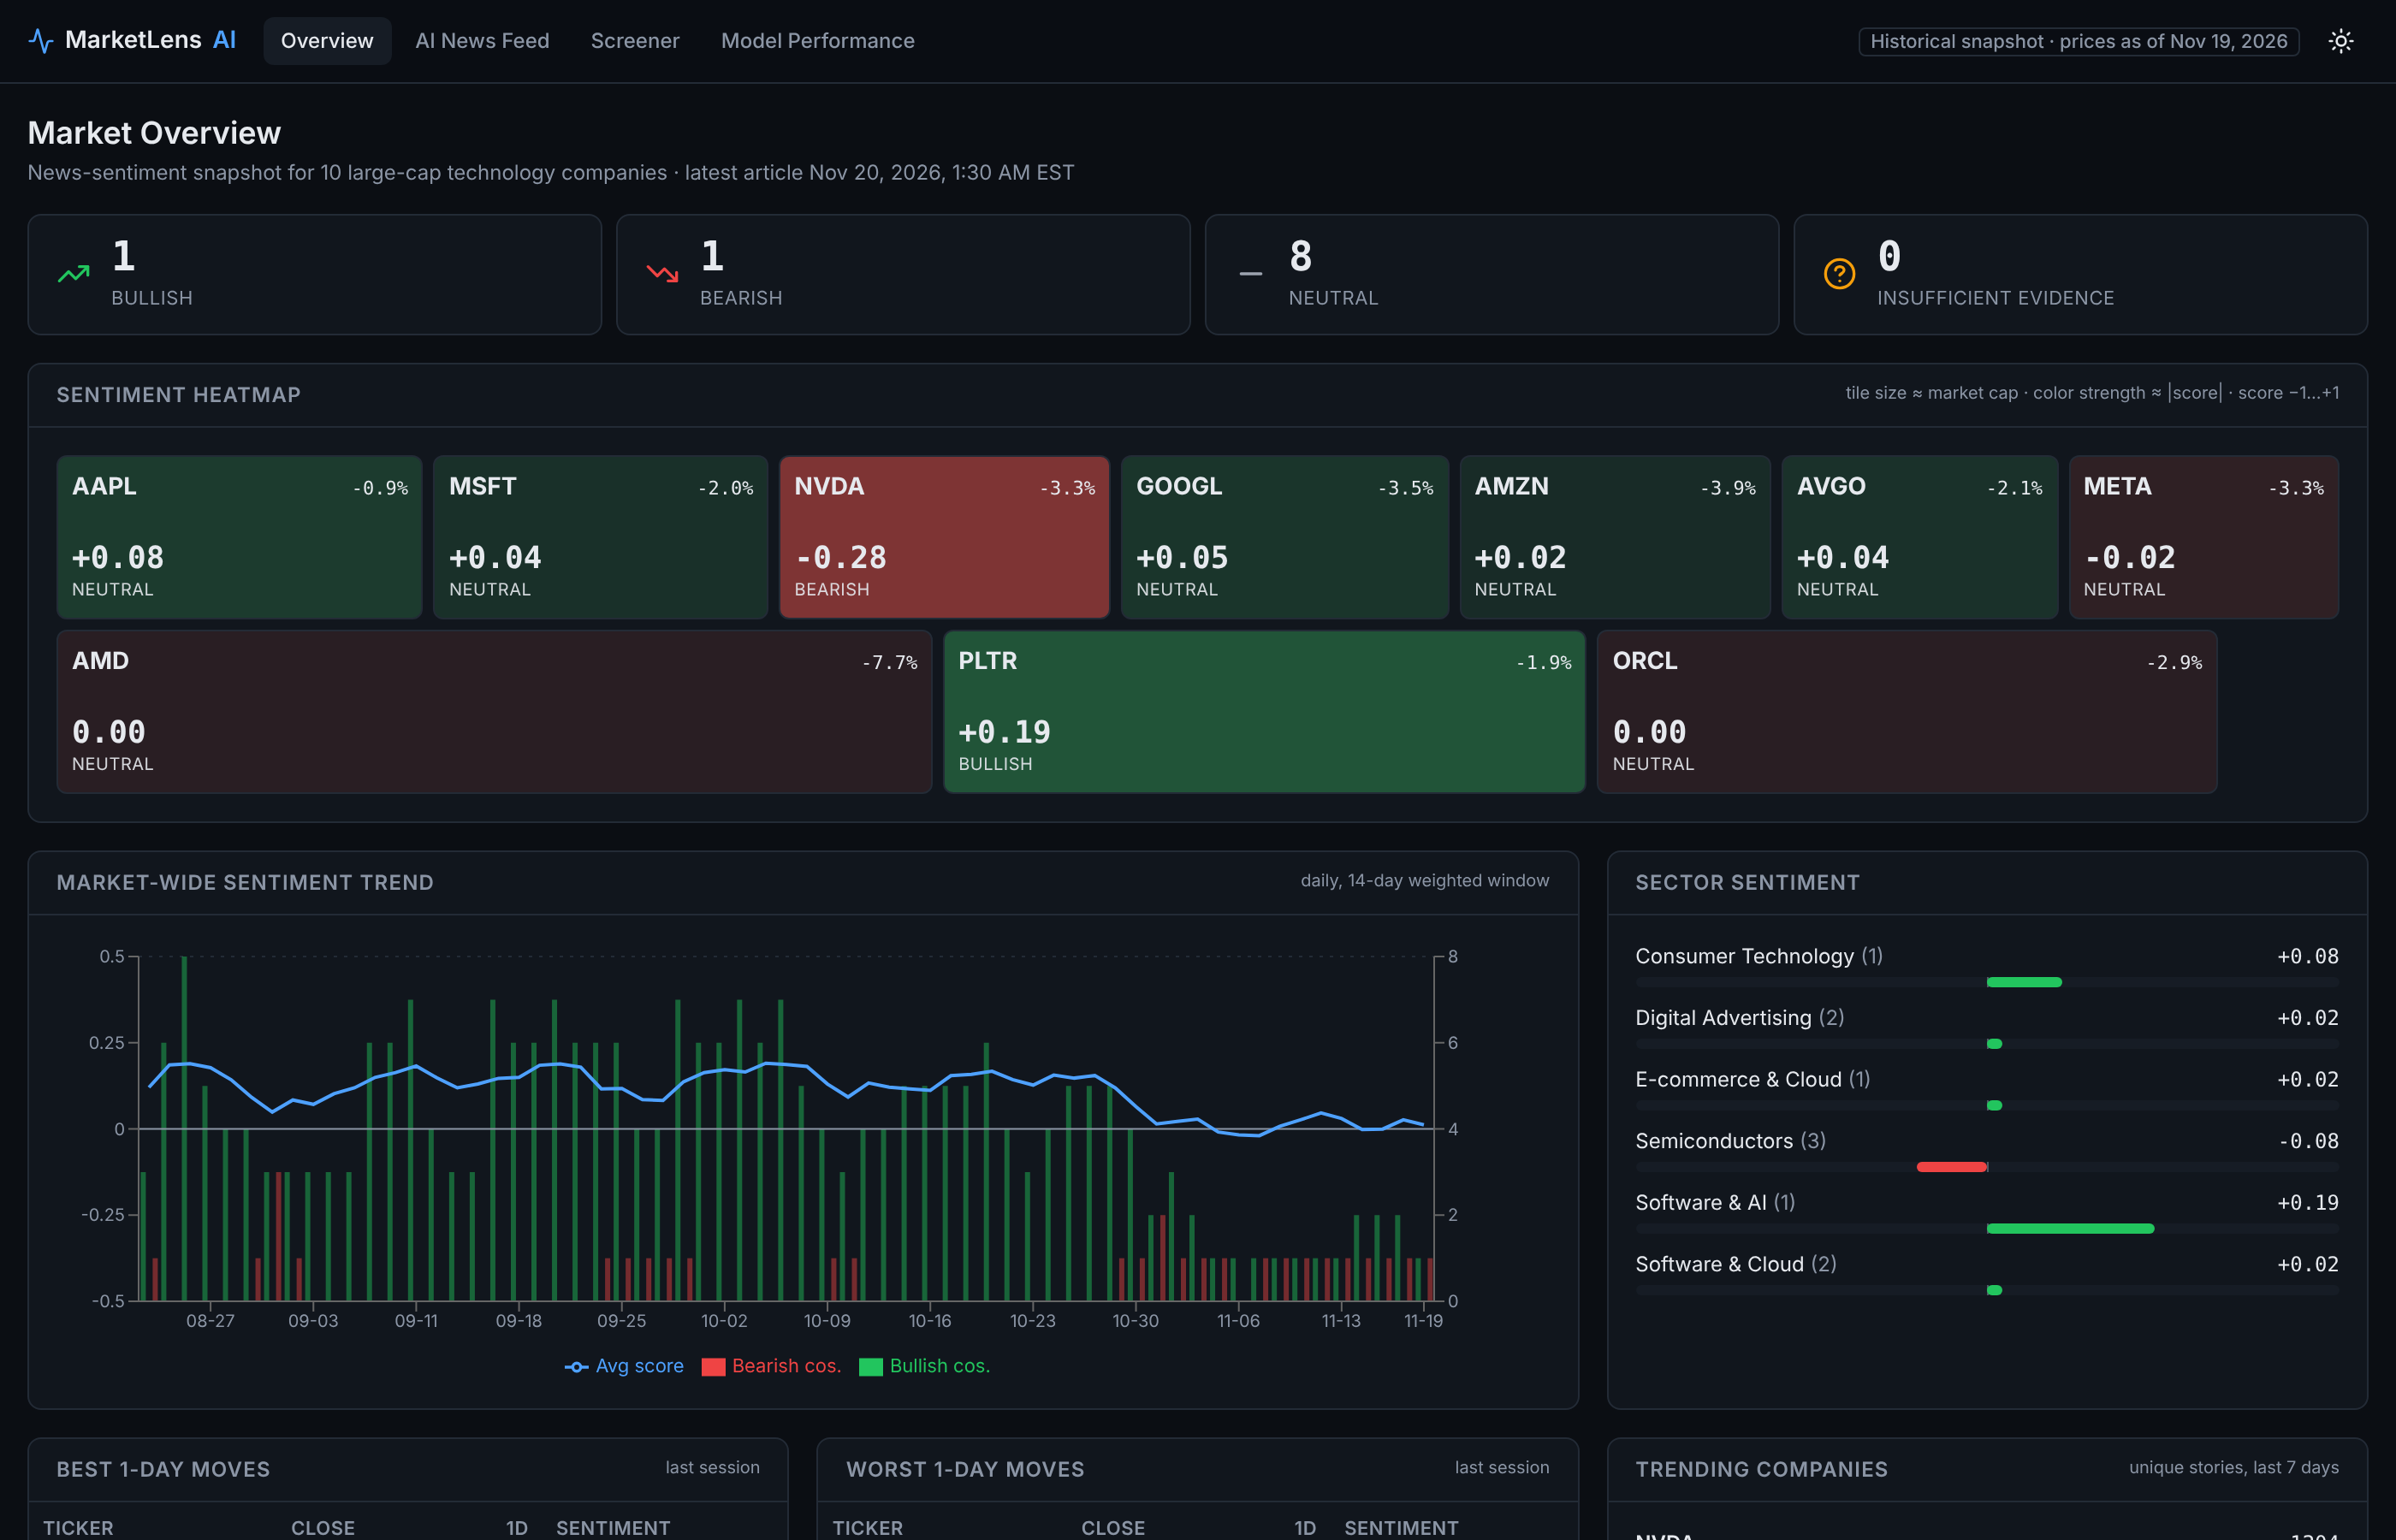 MarketLens AI
Overview
AI News Feed
Screener
Model Performance
Historical snapshot · prices as of Nov 19, 2026
Market Overview
News-sentiment snapshot for 10 large-cap technology companies · latest article Nov 20, 2026, 1:30 AM EST
1
BULLISH
1
BEARISH
8
NEUTRAL
0
INSUFFICIENT EVIDENCE
SENTIMENT HEATMAP
tile size ≈ market cap · color strength ≈ |score| · score −1…+1
AAPL -0.9%
+0.08
NEUTRAL
MSFT -2.0%
+0.04
NEUTRAL
NVDA -3.3%
-0.28
BEARISH
GOOGL -3.5%
+0.05
NEUTRAL
AMZN -3.9%
+0.02
NEUTRAL
AVGO -2.1%
+0.04
NEUTRAL
META -3.3%
-0.02
NEUTRAL
AMD -7.7%
0.00
NEUTRAL
PLTR -1.9%
+0.19
BULLISH
ORCL -2.9%
0.00
NEUTRAL
MARKET-WIDE SENTIMENT TREND
daily, 14-day weighted window
0.5
0.25
0
-0.25
-0.5
8
6
4
2
0
08-27 09-03 09-11 09-18 09-25 10-02 10-09 10-16 10-23 10-30 11-06 11-13 11-19
Avg score Bearish cos. Bullish cos.
SECTOR SENTIMENT
Consumer Technology (1) +0.08
Digital Advertising (2) +0.02
E-commerce & Cloud (1) +0.02
Semiconductors (3) -0.08
Software & AI (1) +0.19
Software & Cloud (2) +0.02
BEST 1-DAY MOVES
last session
TICKER CLOSE 1D SENTIMENT
WORST 1-DAY MOVES
last session
TICKER CLOSE 1D SENTIMENT
TRENDING COMPANIES
unique stories, last 7 days
NVDA